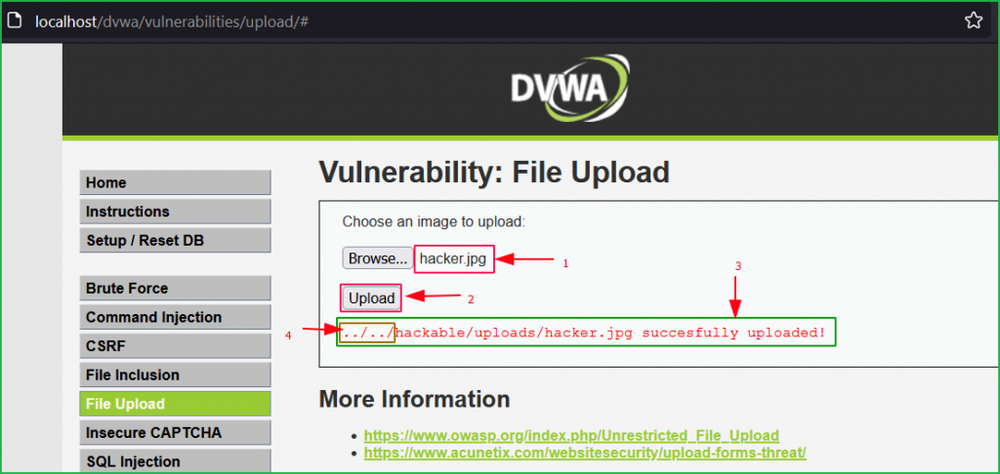 localhost/dvwa/vulnerabilities/upload/#
DVWA
Home
Instructions
Setup / Reset DB
Brute Force
Command Injection
CSRF
File Inclusion
File Upload
Insecure CAPTCHA
SQL Injection
Vulnerability: File Upload
Choose an image to upload:
Browse... hacker.jpg 1
Upload 2
3
4 ../../hackable/uploads/hacker.jpg succesfully uploaded!
More Information
https://www.owasp.org/index.php/Unrestricted_File_Upload
https://www.acunetix.com/websitesecurity/upload-forms-threat/